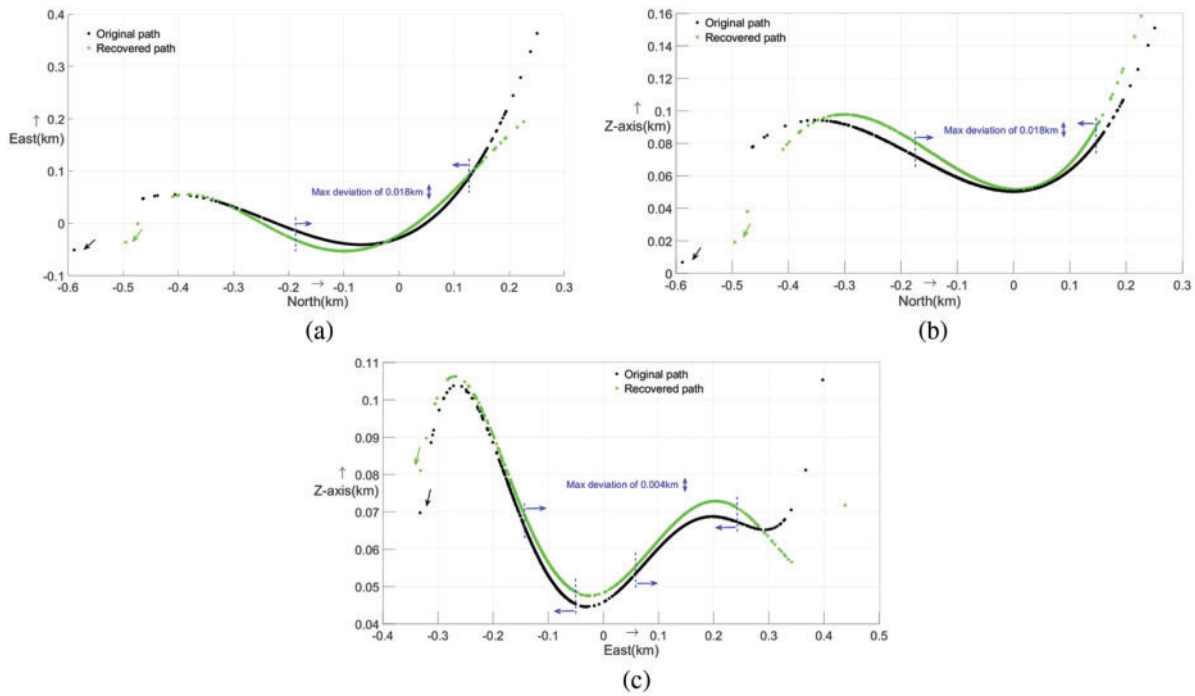 0.4
0.3
0.2
↑
East(km)
0.1
0
-0.1
Original path
Recovered path
Max deviation of 0.018km
-0.6 -0.5 -0.4 -0.3 -0.2 -0.1 0 0.1 0.2 0.3
North(km) →
(a)
0.16
0.14
0.12
↑
0.1
Z-axis(km)
0.08
0.06
0.04
0.02
0
Original path
Recovered path
Max deviation of 0.018km
-0.6 -0.5 -0.4 -0.3 -0.2 -0.1 0 0.1 0.2 0.3
North(km) →
(b)
0.11
0.1
0.09
0.08
↑
Z-axis(km)
0.07
0.06
0.05
0.04
Original path
Recovered path
Max deviation of 0.004km
-0.4 -0.3 -0.2 -0.1 0 0.1 0.2 0.3 0.4 0.5
East(km) →
(c)